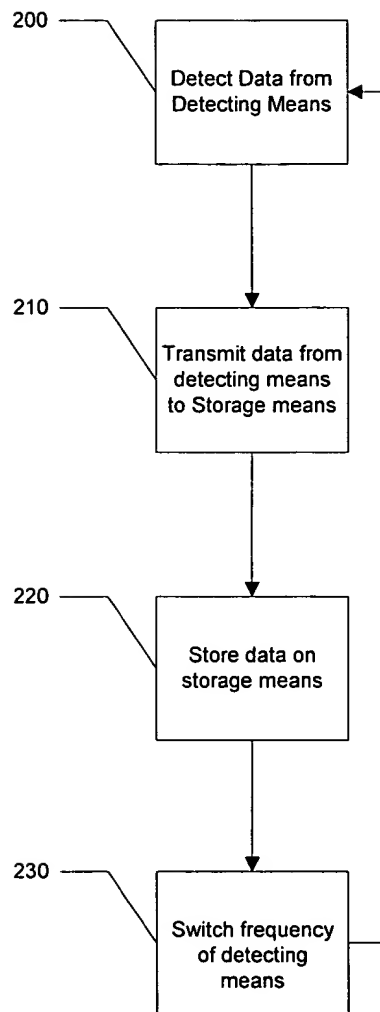 200
Detect Data from
Detecting Means
210
Transmit data from
detecting means
to Storage means
220
Store data on
storage means
230
Switch frequency
of detecting
means